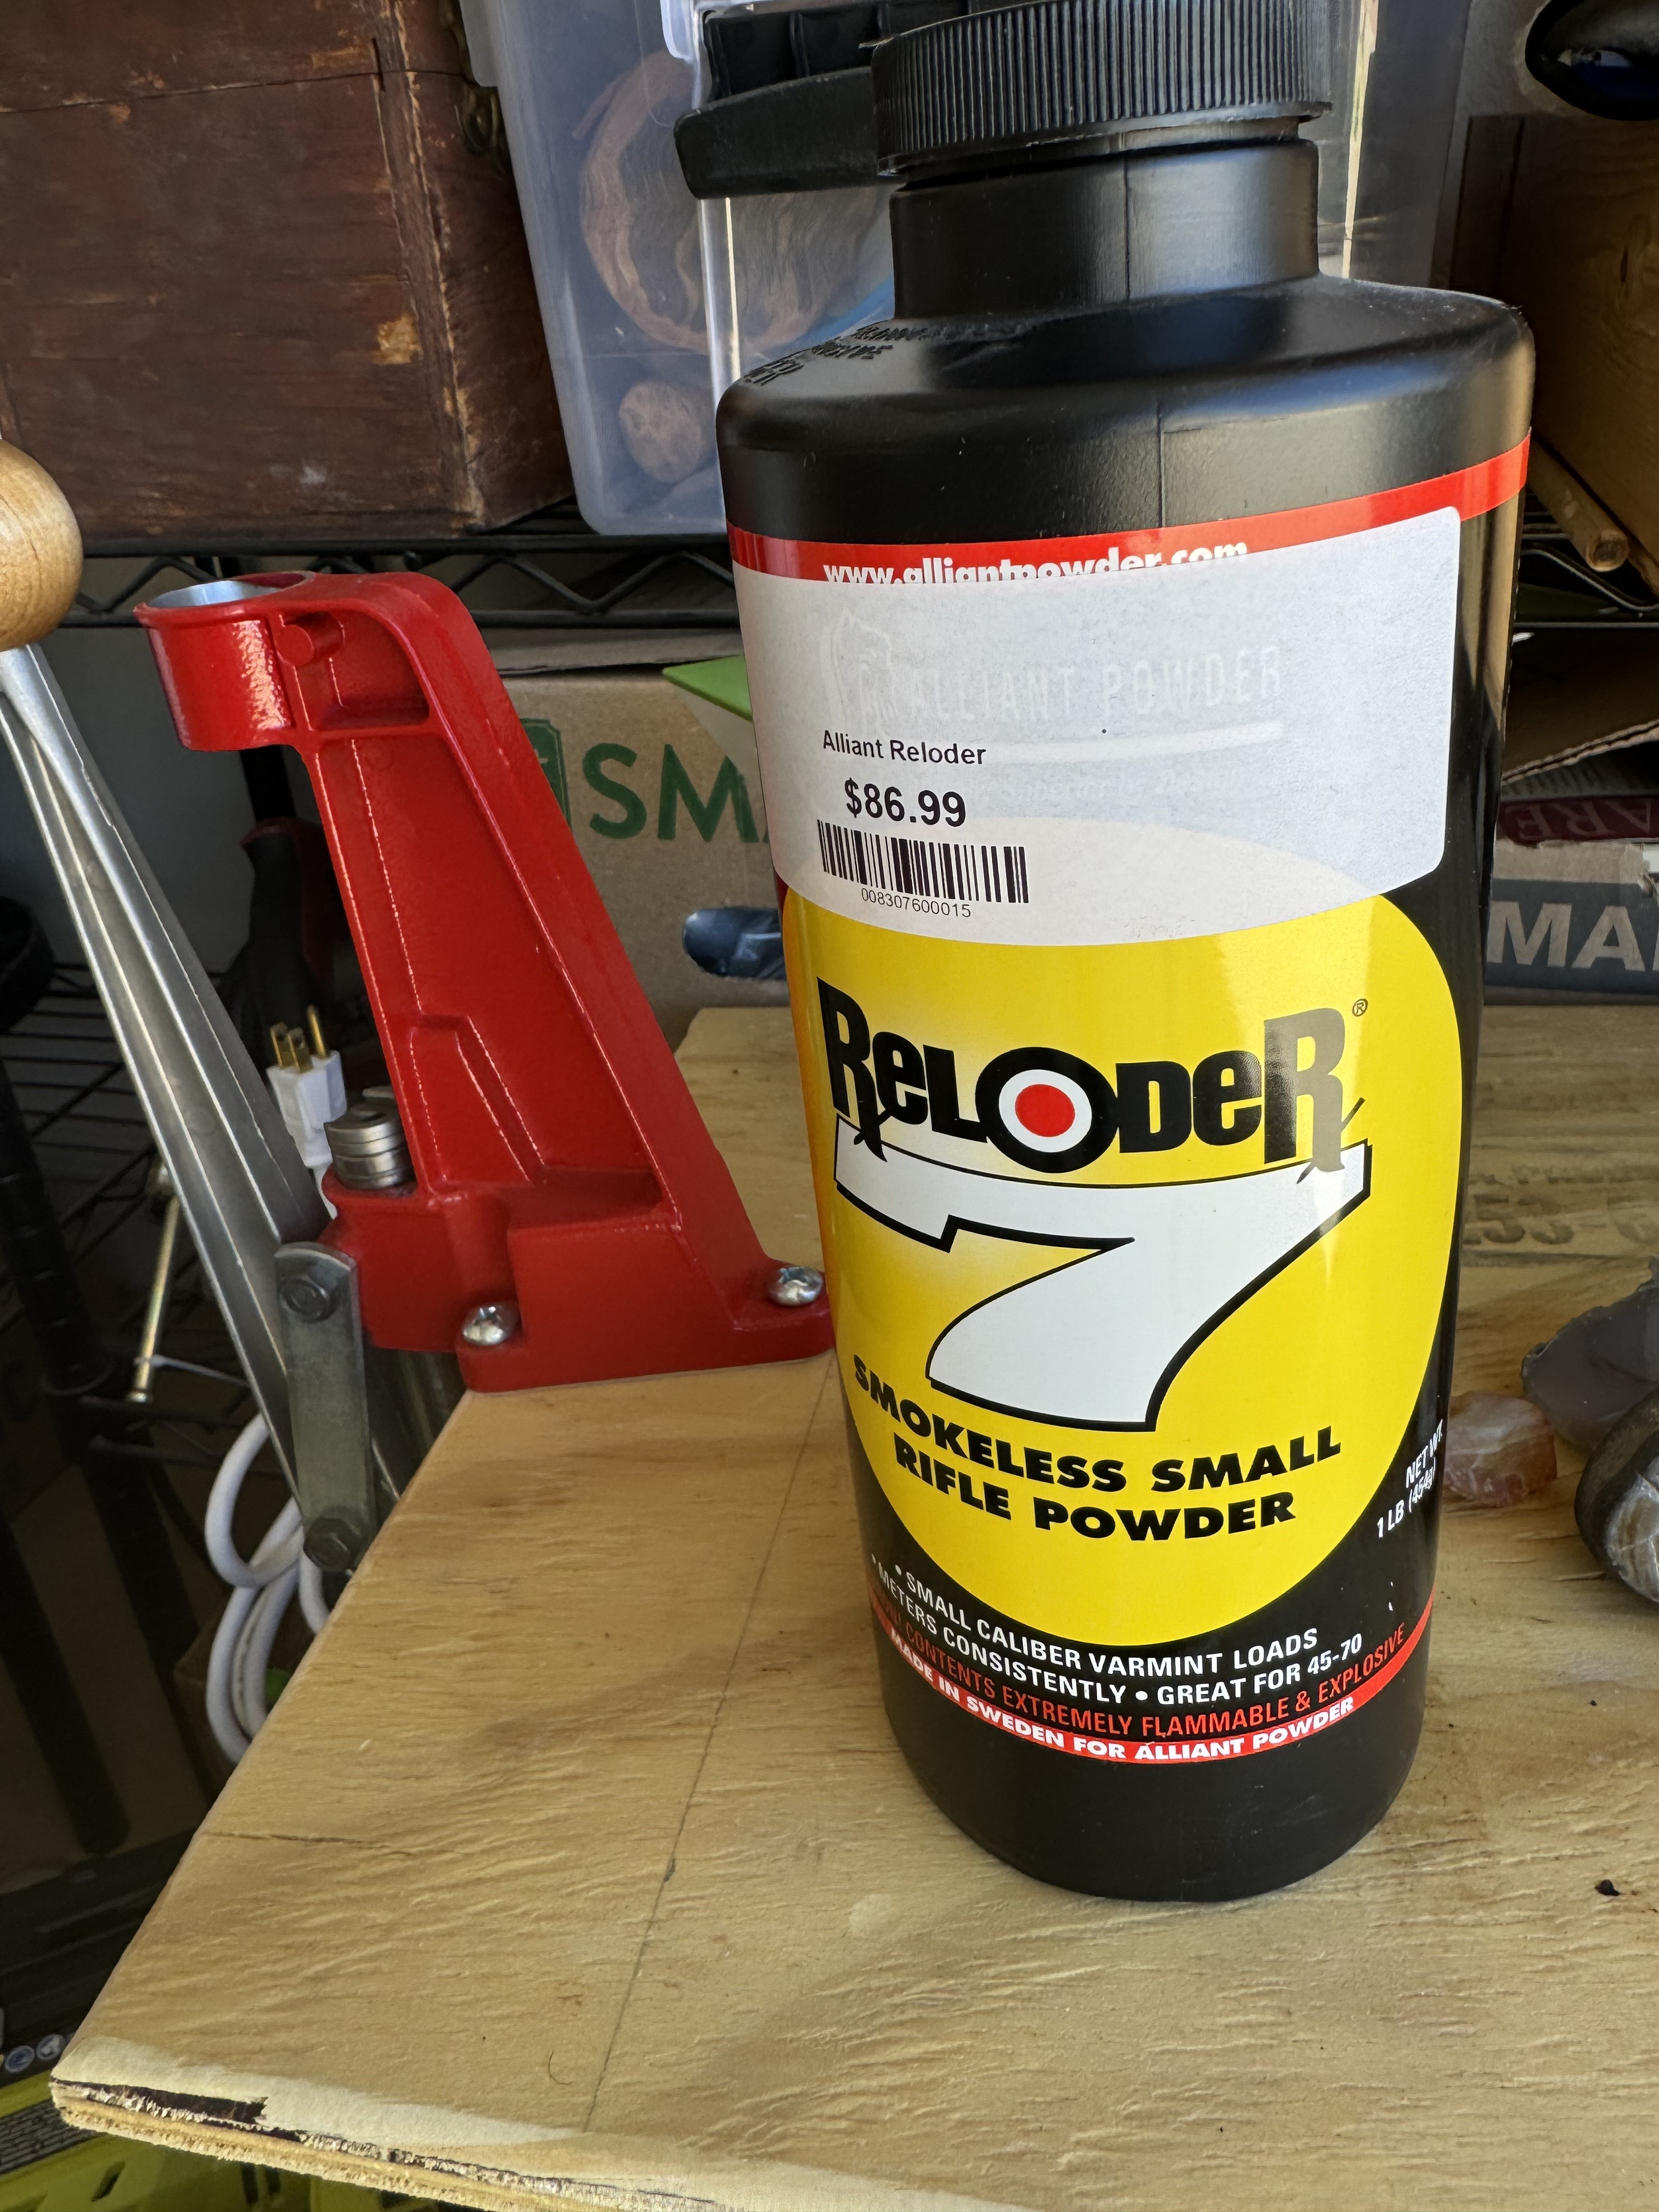 www.alliantpowder.com
ALLIANT POWDER
Alliant Reloder
$86.99
008307600015
SM
ARE
MA
RELODER®
7
SMOKELESS SMALL
RIFLE POWDER
NET WT.
1 LB (454g)
• SMALL CALIBER VARMINT LOADS
• METERS CONSISTENTLY • GREAT FOR 45-70
CONTENTS EXTREMELY FLAMMABLE & EXPLOSIVE
MADE IN SWEDEN FOR ALLIANT POWDER